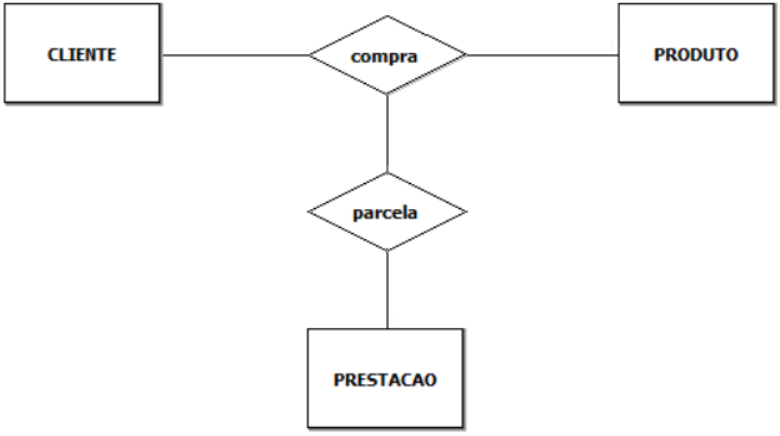 CLIENTE
compra
PRODUTO
parcela
PRESTACAO